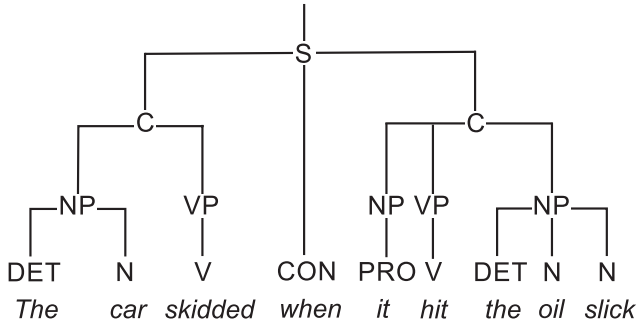 S
C C
NP VP NP VP NP
DET N V CON PRO V DET N N
The car skidded when it hit the oil slick